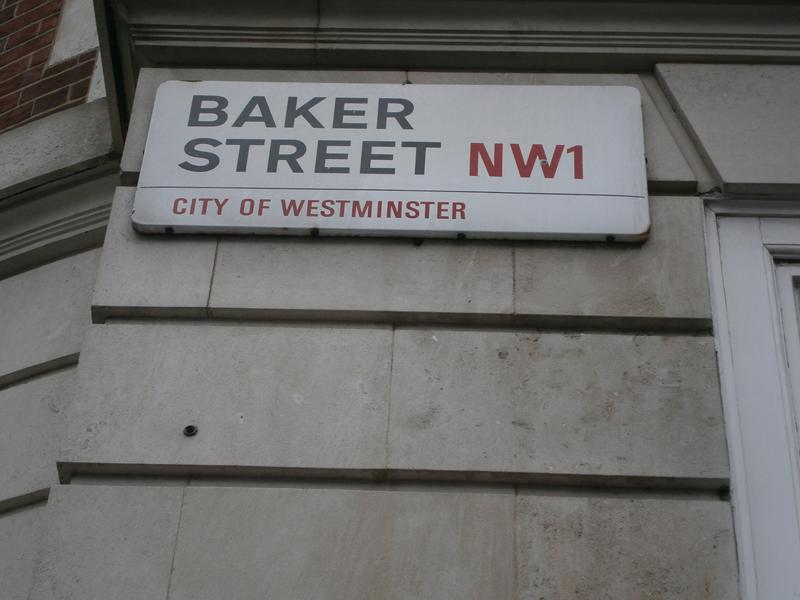 BAKER
STREET NW1
CITY OF WESTMINSTER